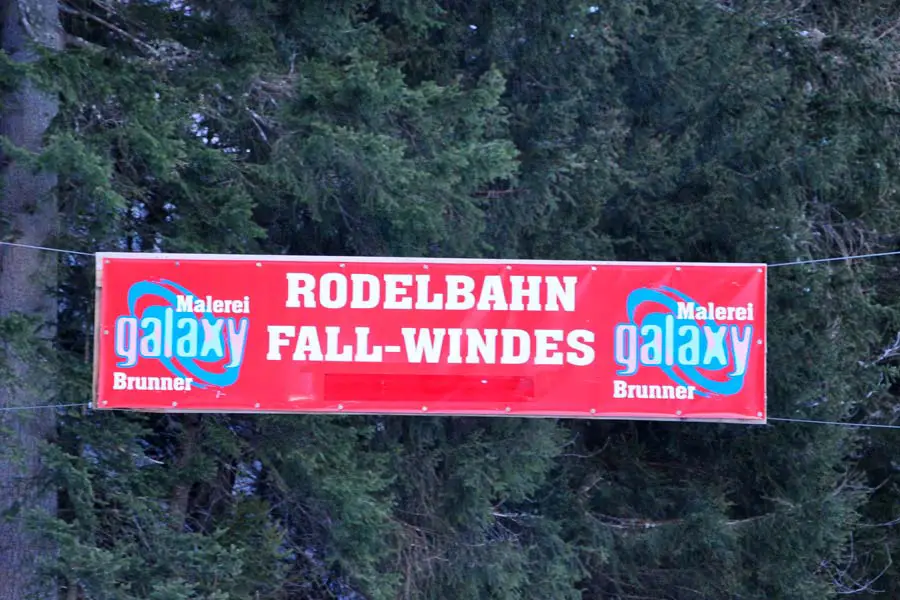 Malerei
galaxy
Brunner
RODELBAHN
FALL-WINDES
Malerei
galaxy
Brunner